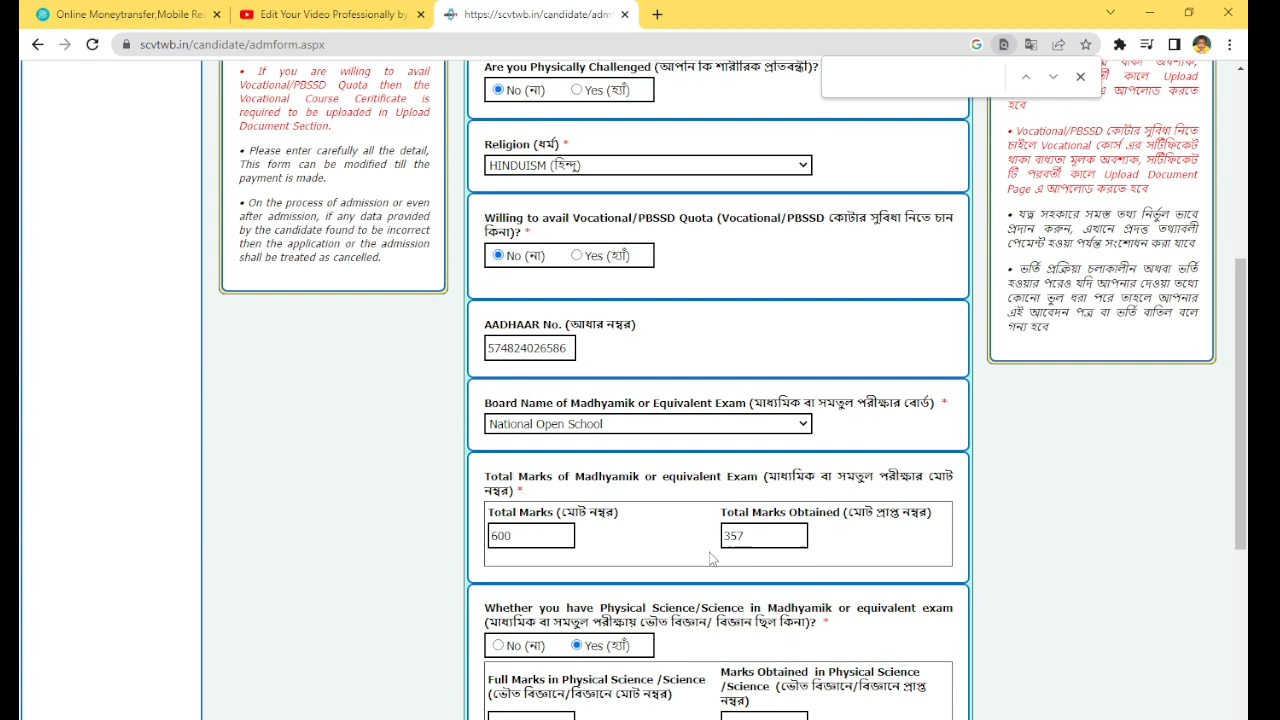 Online Moneytransfer,Mobile Re
Edit Your Video Professionally by
https://scvtwb.in/candidate/admf
scvtwb.in/candidate/admform.aspx
• If you are willing to avail
Vocational/PBSSD Quota then the
Vocational Course Ceritificate is
required to be uploaded in Upload
Document Section.
• Please enter carefully all the detail,
This form can be modified till the
payment is made.
• On the process of admission or even
after admission, if any data provided
by the candidate found to be incorrect
then the application or the admission
shall be treated as cancelled.
Are you Physically Challenged (আপনি কি শারীরিক প্রতিবন্ধী)?
No (না) Yes (হ্যাঁ)
Religion (ধর্ম) *
HINDUISM (হিন্দু)
Willing to avail Vocational/PBSSD Quota (Vocational/PBSSD কোটার সুবিধা নিতে চান
কিনা)? *
No (না) Yes (হ্যাঁ)
AADHAAR No. (আধার নম্বর)
574824026586
Board Name of Madhyamik or Equivalent Exam (মাধ্যমিক বা সমতুল পরীক্ষার বোর্ড) *
National Open School
Total Marks of Madhyamik or equivalent Exam (মাধ্যমিক বা সমতুল পরীক্ষার মোট
নম্বর) *
Total Marks (মোট নম্বর) Total Marks Obtained (মোট প্রাপ্ত নম্বর)
600 357
Whether you have Physical Science/Science in Madhyamik or equivalent exam
(মাধ্যমিক বা সমতুল পরীক্ষায় ভৌত বিজ্ঞান/ বিজ্ঞান ছিল কিনা)? *
No (না) Yes (হ্যাঁ)
Full Marks in Physical Science /Science
(ভৌত বিজ্ঞানে/বিজ্ঞানে মোট নম্বর)
Marks Obtained in Physical Science
/Science (ভৌত বিজ্ঞানে/বিজ্ঞানে প্রাপ্ত
নম্বর)
থাকা অবশ্যক,
র্তী কালে Upload
এ আপলোড করতে
হবে
• Vocational/PBSSD কোটার সুবিধা নিতে
চাইলে Vocational কোর্স এর সার্টিফিকেট
থাকা বাধ্যতা মূলক অবশ্যক, সার্টিফিকেট
টি পরবর্তী কালে Upload Document
Page এ আপলোড করতে হবে
• যত্ন সহকারে সমস্ত তথ্য নির্ভুল ভাবে
প্রদান করুন, এখানে প্রদত্ত তথ্যাবলী
পেমেন্ট হওয়া পর্যন্ত সংশোধন করা যাবে
• ভর্তি প্রক্রিয়া চলাকালীন অথবা ভর্তি
হওয়ার পরেও যদি আপনার দেওয়া তথ্যে
কোনো ভুল ধরা পরে তাহলে আপনার
এই আবেদন পত্র বা ভর্তি বাতিল বলে
গন্য হবে